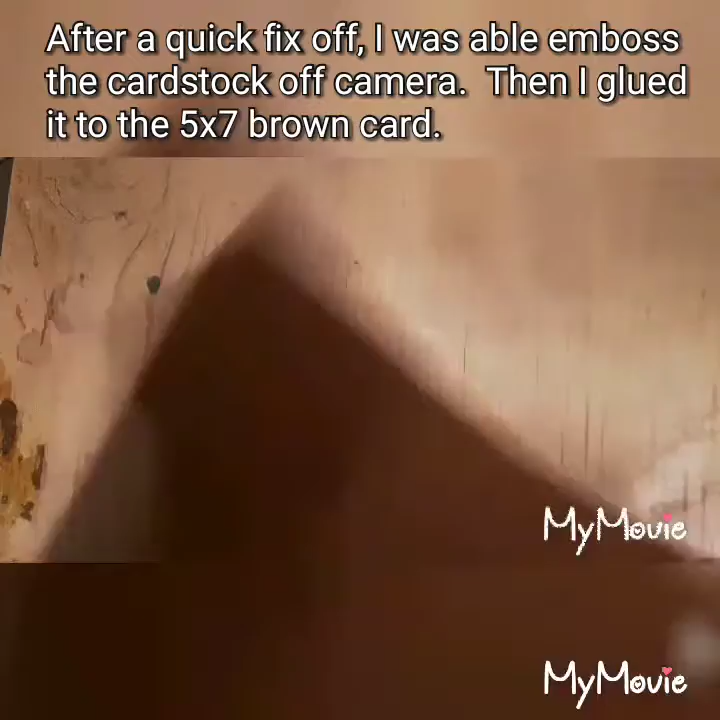 After a quick fix off, I was able emboss
the cardstock off camera.  Then I glued
it to the 5x7 brown card.
MyMovie
MyMovie